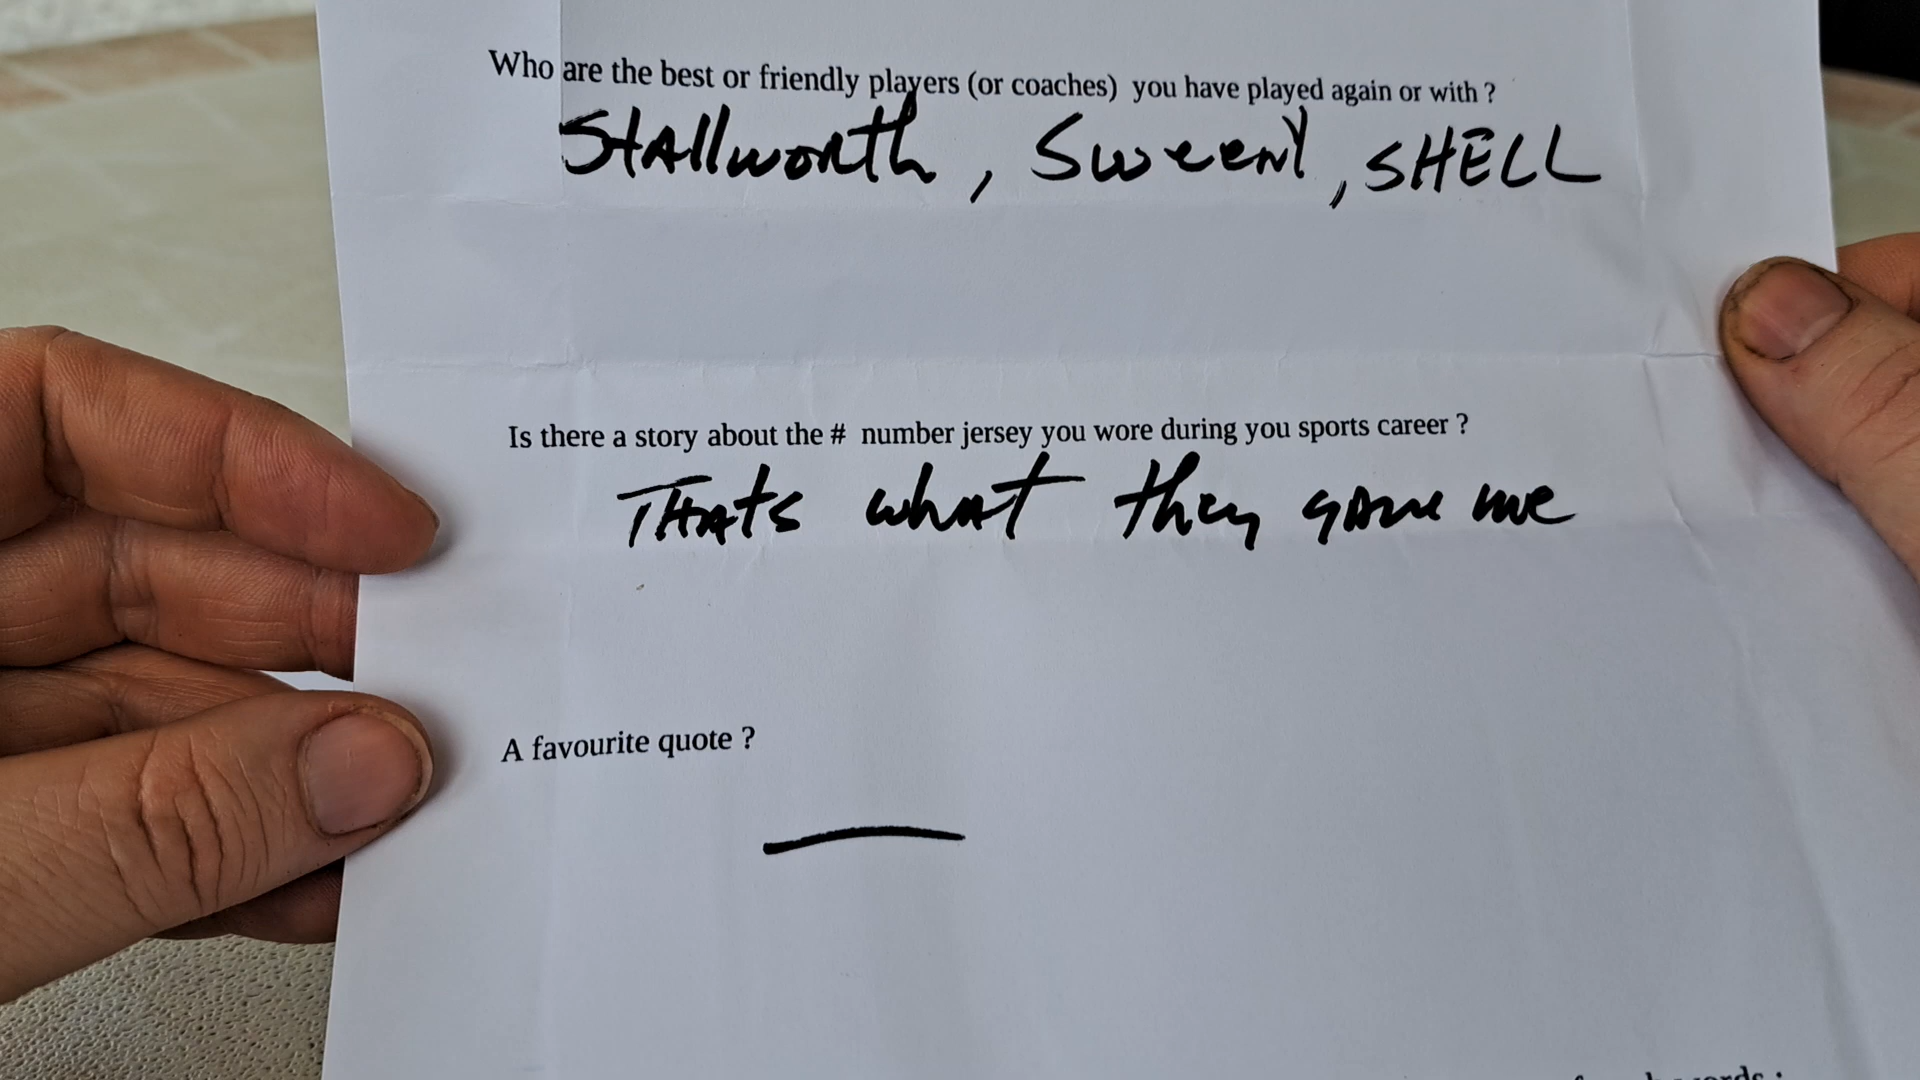 Who are the best or friendly players (or coaches) you have played again or with ?
Stallworth, Sweeny, SHELL
Is there a story about the # number jersey you wore during you sports career ?
THAts what they gave me
A favourite quote ?